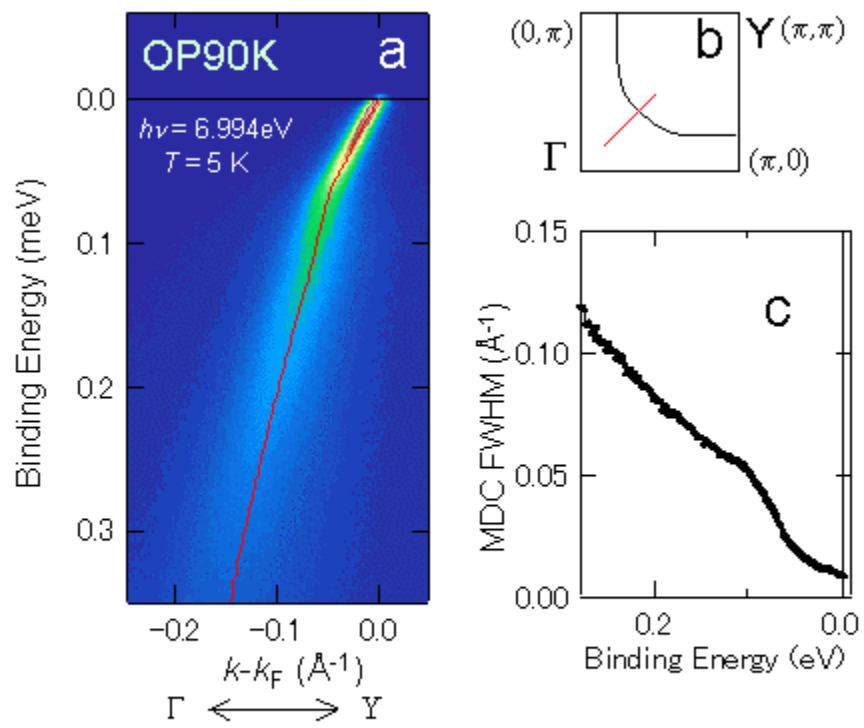 OP90K
a
hν = 6.994eV
T = 5 K
0.0
0.1
0.2
0.3
Binding Energy (meV)
−0.2
−0.1
0.0
k-kF (Å-1)
Γ ⟷ Y
b
(0,π)
Y (π,π)
Γ
(π,0)
c
0.15
0.10
0.05
0.00
MDC FWHM (Å-1)
0.2
0.0
Binding Energy (eV)